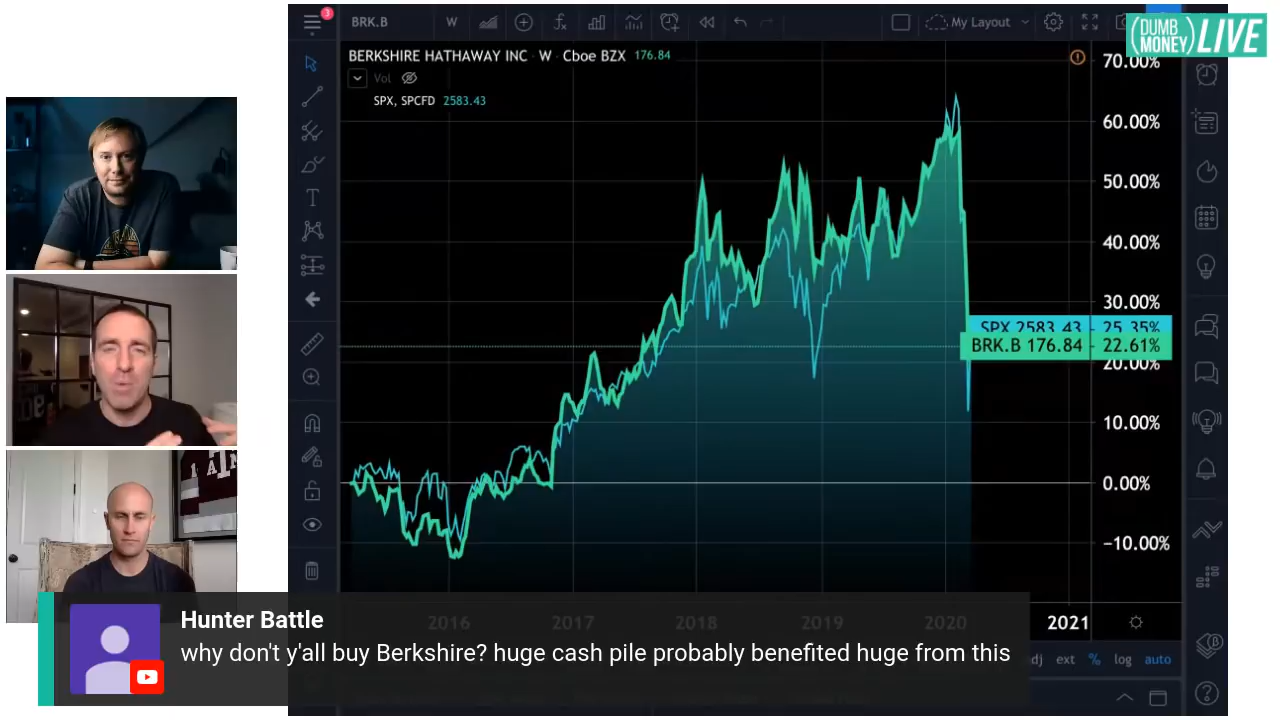 3
BRK.B
W
My Layout
(DUMB MONEY) LIVE
BERKSHIRE HATHAWAY INC · W · Cboe BZX 176.84
Vol
SPX, SPCFD 2583.43
70.00%
60.00%
50.00%
40.00%
30.00%
SPX 2583.43 - 25.35%
BRK.B 176.84 - 22.61%
20.00%
10.00%
0.00%
−10.00%
2016 2017 2018 2019 2020 2021
ext % log auto
Hunter Battle
why don't y'all buy Berkshire? huge cash pile probably benefited huge from this